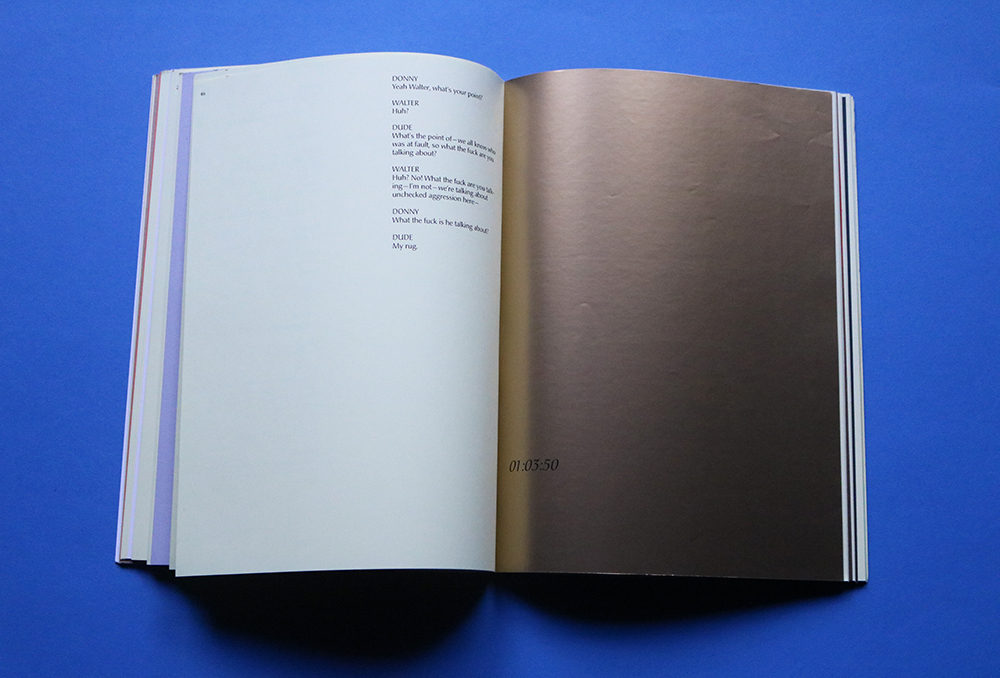 40
DONNY
Yeah Walter, what's your point?
WALTER
Huh?
DUDE
What's the point of—we all know who
was at fault, so what the fuck are you
talking about?
WALTER
Huh? No! What the fuck are you talk-
ing—I'm not—we're talking about
unchecked aggression here—
DONNY
What the fuck is he talking about?
DUDE
My rug.
01:03:50